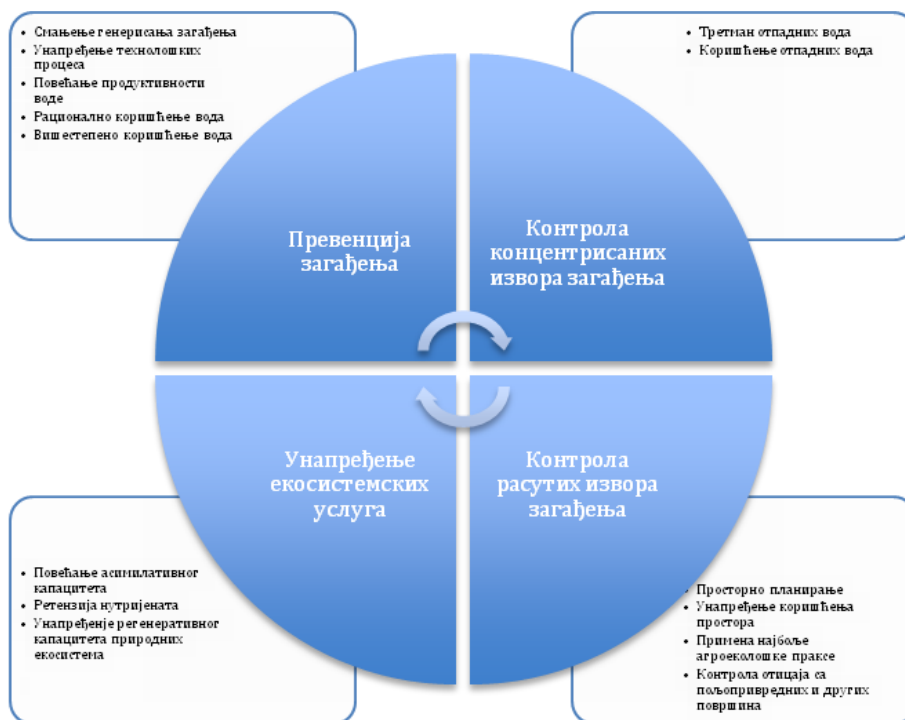 Смањење генерисања загађења
Унапређење технолошких
процеса
Повећање продуктивности
воде
Рационално коришћење вода
Вишестепено коришћење вода
Третман отпадних вода
Коришћење отпадних вода
Превенција
загађења
Контрола
концентрисаних
извора загађења
Унапређење
екосистемских
услуга
Контрола
расутих извора
загађења
Повећање асимилативног
капацитета
Ретензија нутријената
Унапређенје регенеративног
капацитета природних
екосистема
Просторно планирање
Унапређење коришћења
простора
Примена најбоље
агроеколошке праксе
Контрола отицаја са
пољопривредних и других
површина